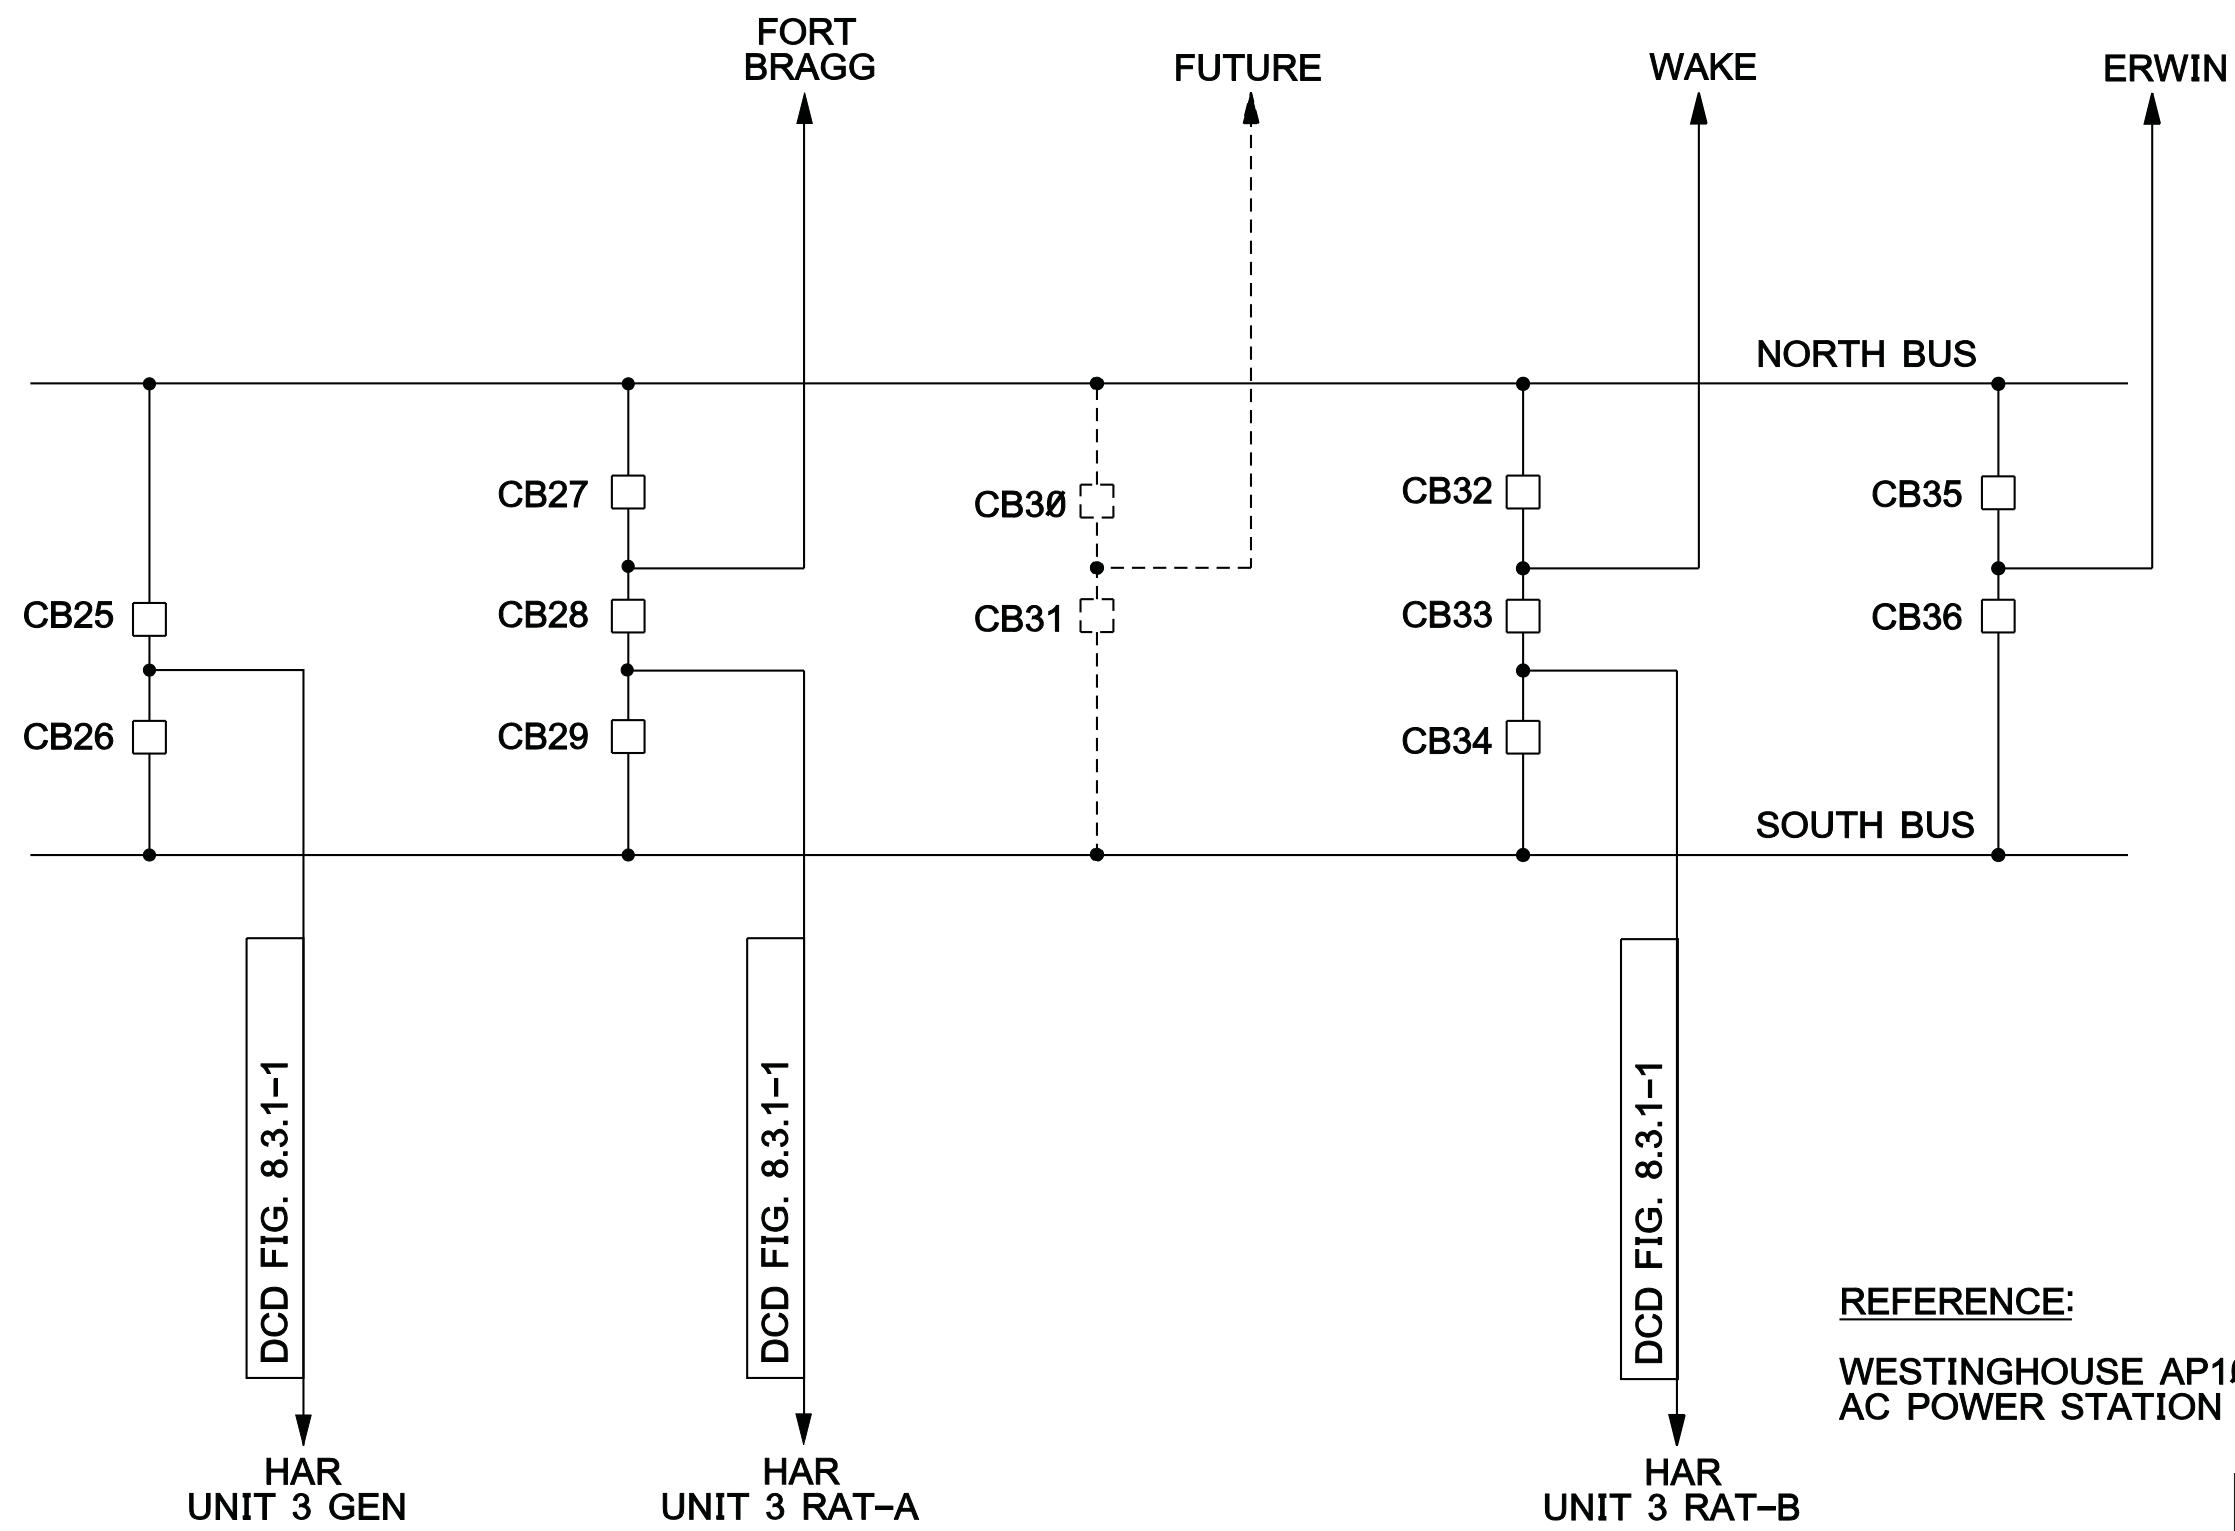 FORT
BRAGG
FUTURE
WAKE
ERWIN
NORTH BUS
CB27
CB30
CB32
CB35
CB25
CB28
CB31
CB33
CB36
CB26
CB29
CB34
SOUTH BUS
DCD FIG. 8.3.1-1
DCD FIG. 8.3.1-1
DCD FIG. 8.3.1-1
REFERENCE:
WESTINGHOUSE
AC POWER STATION
HAR
UNIT 3 GEN
HAR
UNIT 3 RAT-A
HAR
UNIT 3 RAT-B